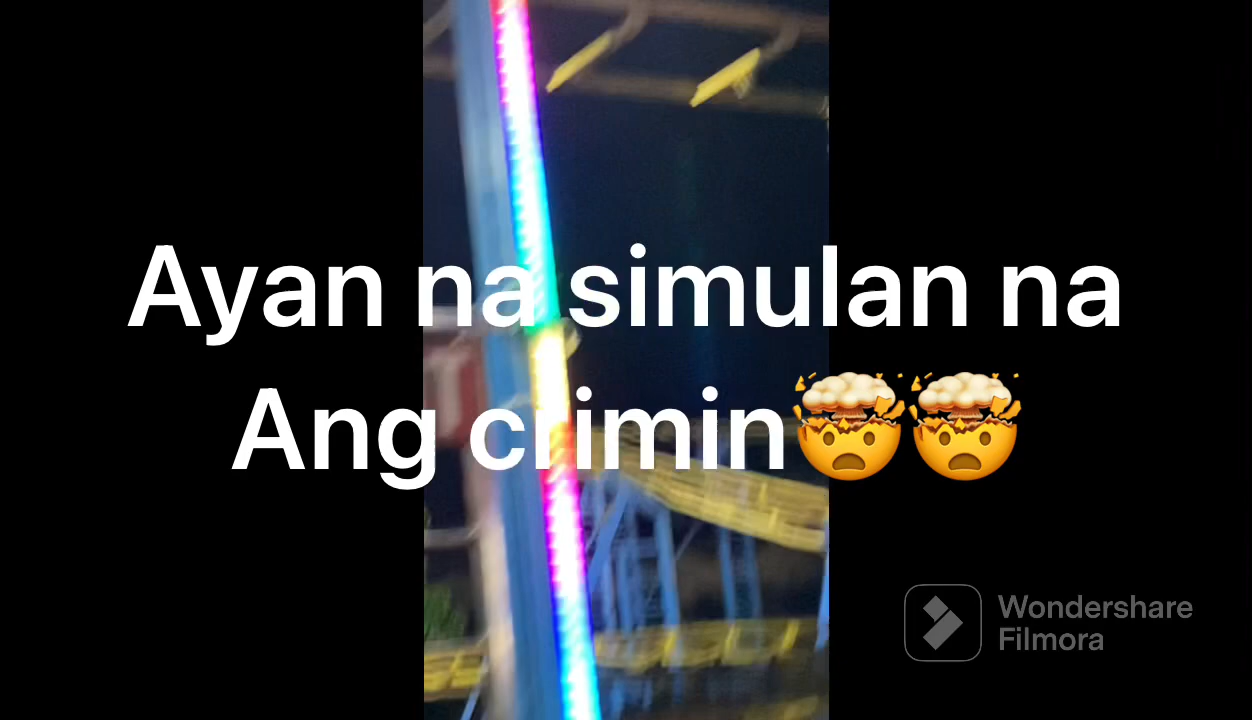 Ayan na simulan na
Ang crimin🤯🤯
Wondershare
Filmora